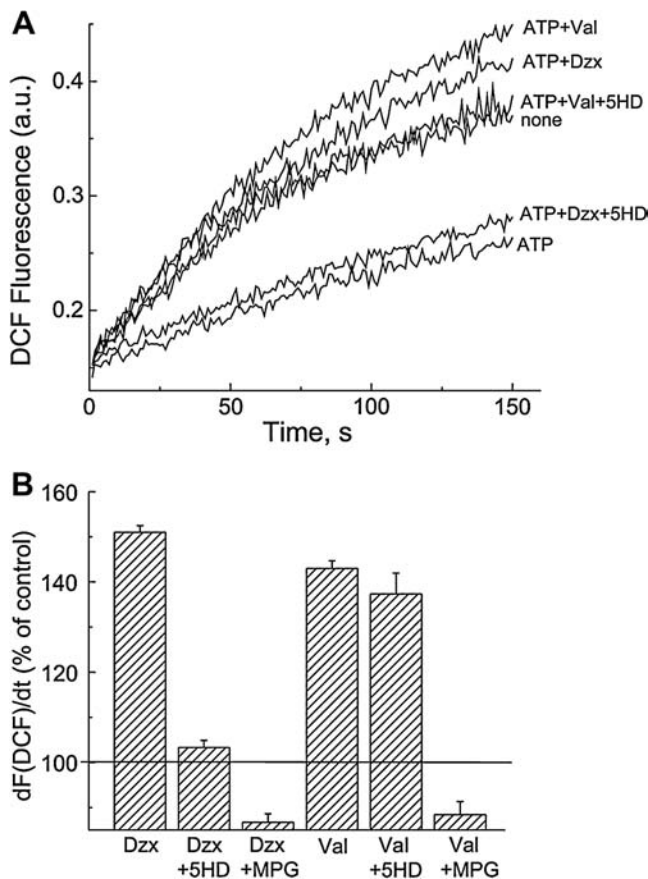 A
DCF Fluorescence (a.u.)
0.4
0.3
0.2
ATP+Val
ATP+Dzx
ATP+Val+5HD
none
ATP+Dzx+5HD
ATP
0 50 100 150
Time, s
B
dF(DCF)/dt (% of control)
160
140
120
100
Dzx Dzx Dzx Val Val Val
+5HD +MPG +5HD +MPG